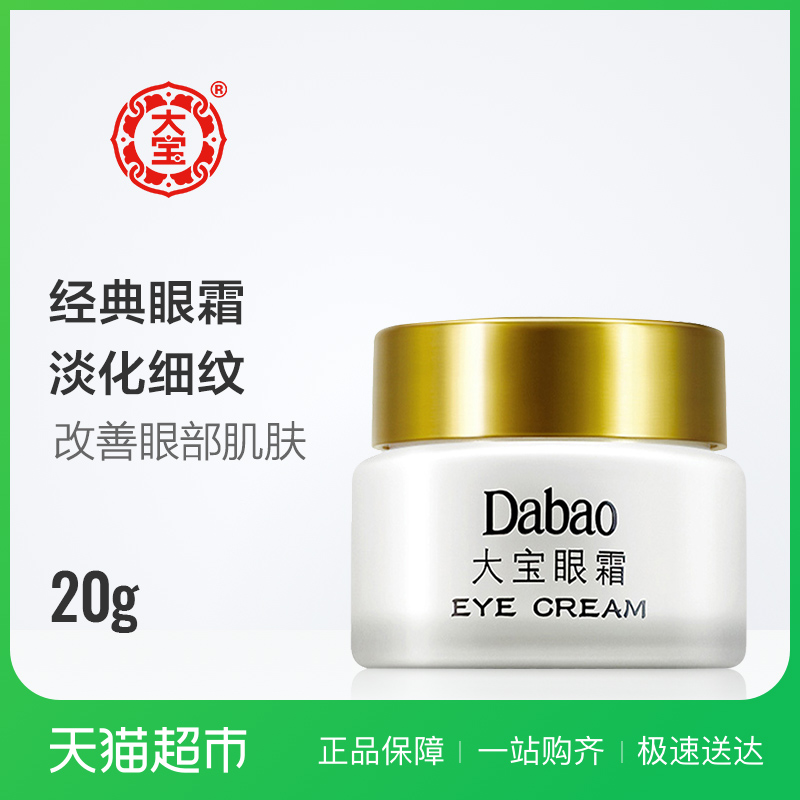 大宝
®
经典眼霜
淡化细纹
改善眼部肌肤
20g
Dabao
大宝眼霜
EYE CREAM
天猫超市
正品保障 | 一站购齐 | 极速送达